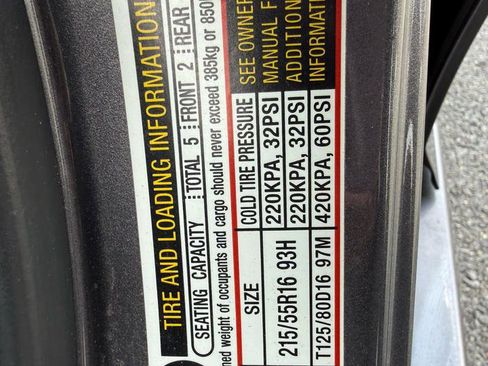 TIRE AND LOADING INFORMATION
SEATING CAPACITY TOTAL 5 FRONT 2 REAR
weight of occupants and cargo should never exceed 385kg or 850
SIZE COLD TIRE PRESSURE SEE OWNER
MANUAL F
ADDITION
INFORMATION
215/55R16 93H 220KPA, 32PSI
220KPA, 32PSI
T125/80D16 97M 420KPA, 60PSI